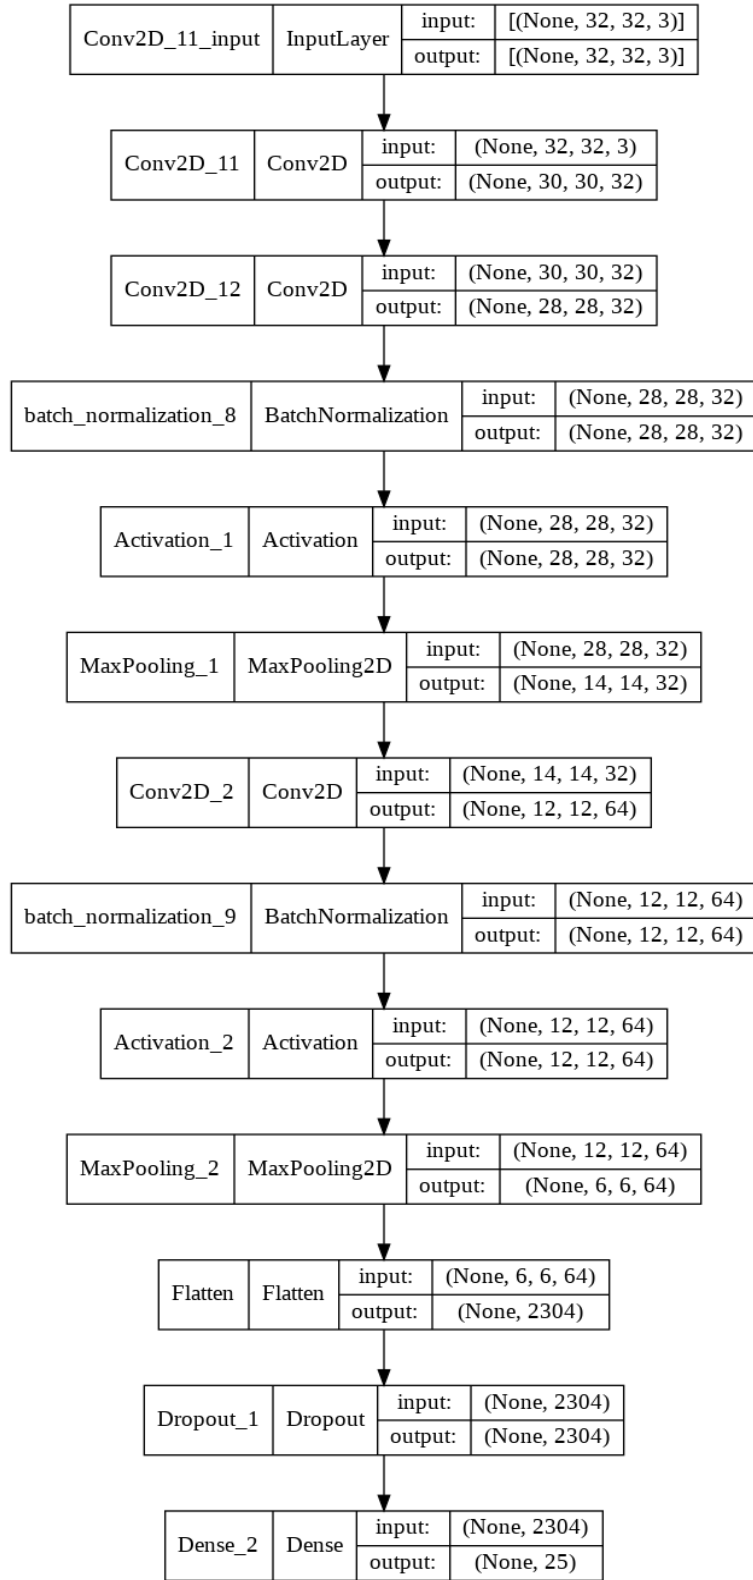 Conv2D_11_input InputLayer input: [(None, 32, 32, 3)]
output: [(None, 32, 32, 3)]
Conv2D_11 Conv2D input: (None, 32, 32, 3)
output: (None, 30, 30, 32)
Conv2D_12 Conv2D input: (None, 30, 30, 32)
output: (None, 28, 28, 32)
batch_normalization_8 BatchNormalization input: (None, 28, 28, 32)
output: (None, 28, 28, 32)
Activation_1 Activation input: (None, 28, 28, 32)
output: (None, 28, 28, 32)
MaxPooling_1 MaxPooling2D input: (None, 28, 28, 32)
output: (None, 14, 14, 32)
Conv2D_2 Conv2D input: (None, 14, 14, 32)
output: (None, 12, 12, 64)
batch_normalization_9 BatchNormalization input: (None, 12, 12, 64)
output: (None, 12, 12, 64)
Activation_2 Activation input: (None, 12, 12, 64)
output: (None, 12, 12, 64)
MaxPooling_2 MaxPooling2D input: (None, 12, 12, 64)
output: (None, 6, 6, 64)
Flatten Flatten input: (None, 6, 6, 64)
output: (None, 2304)
Dropout_1 Dropout input: (None, 2304)
output: (None, 2304)
Dense_2 Dense input: (None, 2304)
output: (None, 25)